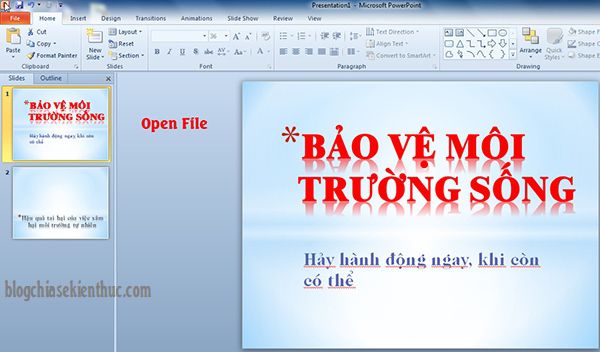 Presentation1 - Microsoft PowerPoint
File Home Insert Design Transitions Animations Slide Show Review View
Paste
Cut
Copy
Format Painter
Clipboard
New Slide
Layout
Reset
Section
Slides
36
Font
Paragraph
Text Direction
Align Text
Convert to SmartArt
Arrange
Quick Styles
Drawing
Shape F
Shape O
Shape E
Slides Outline
1
*BẢO VỆ MÔI
TRƯỜNG SỐNG
Hãy hành động ngay, khi còn
có thể
2
*Hậu quả tai hại của việc xâm
hại môi trường tự nhiên
Open File
*BẢO VỆ MÔI
TRƯỜNG SỐNG
Hãy hành động ngay, khi còn
có thể
blogchiasekienthuc.com